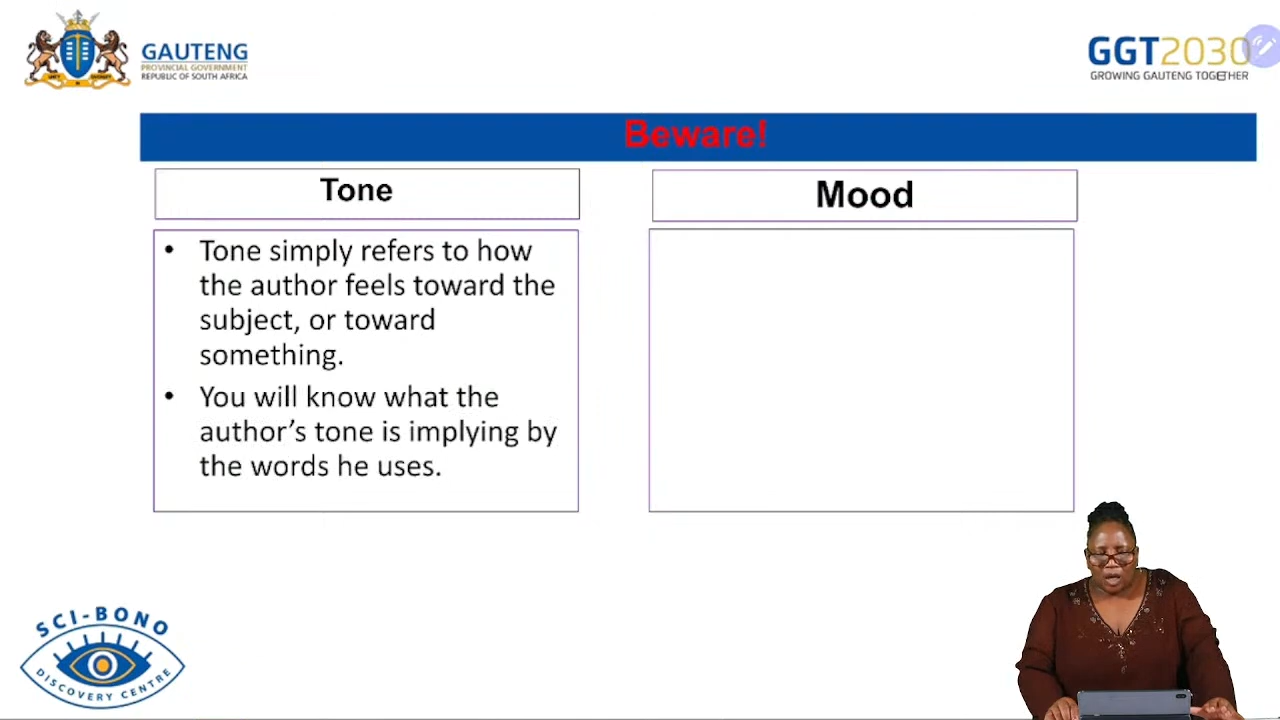 GAUTENG
PROVINCIAL GOVERNMENT
REPUBLIC OF SOUTH AFRICA
GGT2030
GROWING GAUTENG TOGETHER
Beware!
Tone
Mood
• Tone simply refers to how
the author feels toward the
subject, or toward
something.
• You will know what the
author’s tone is implying by
the words he uses.
SCI-BONO
DISCOVERY CENTRE